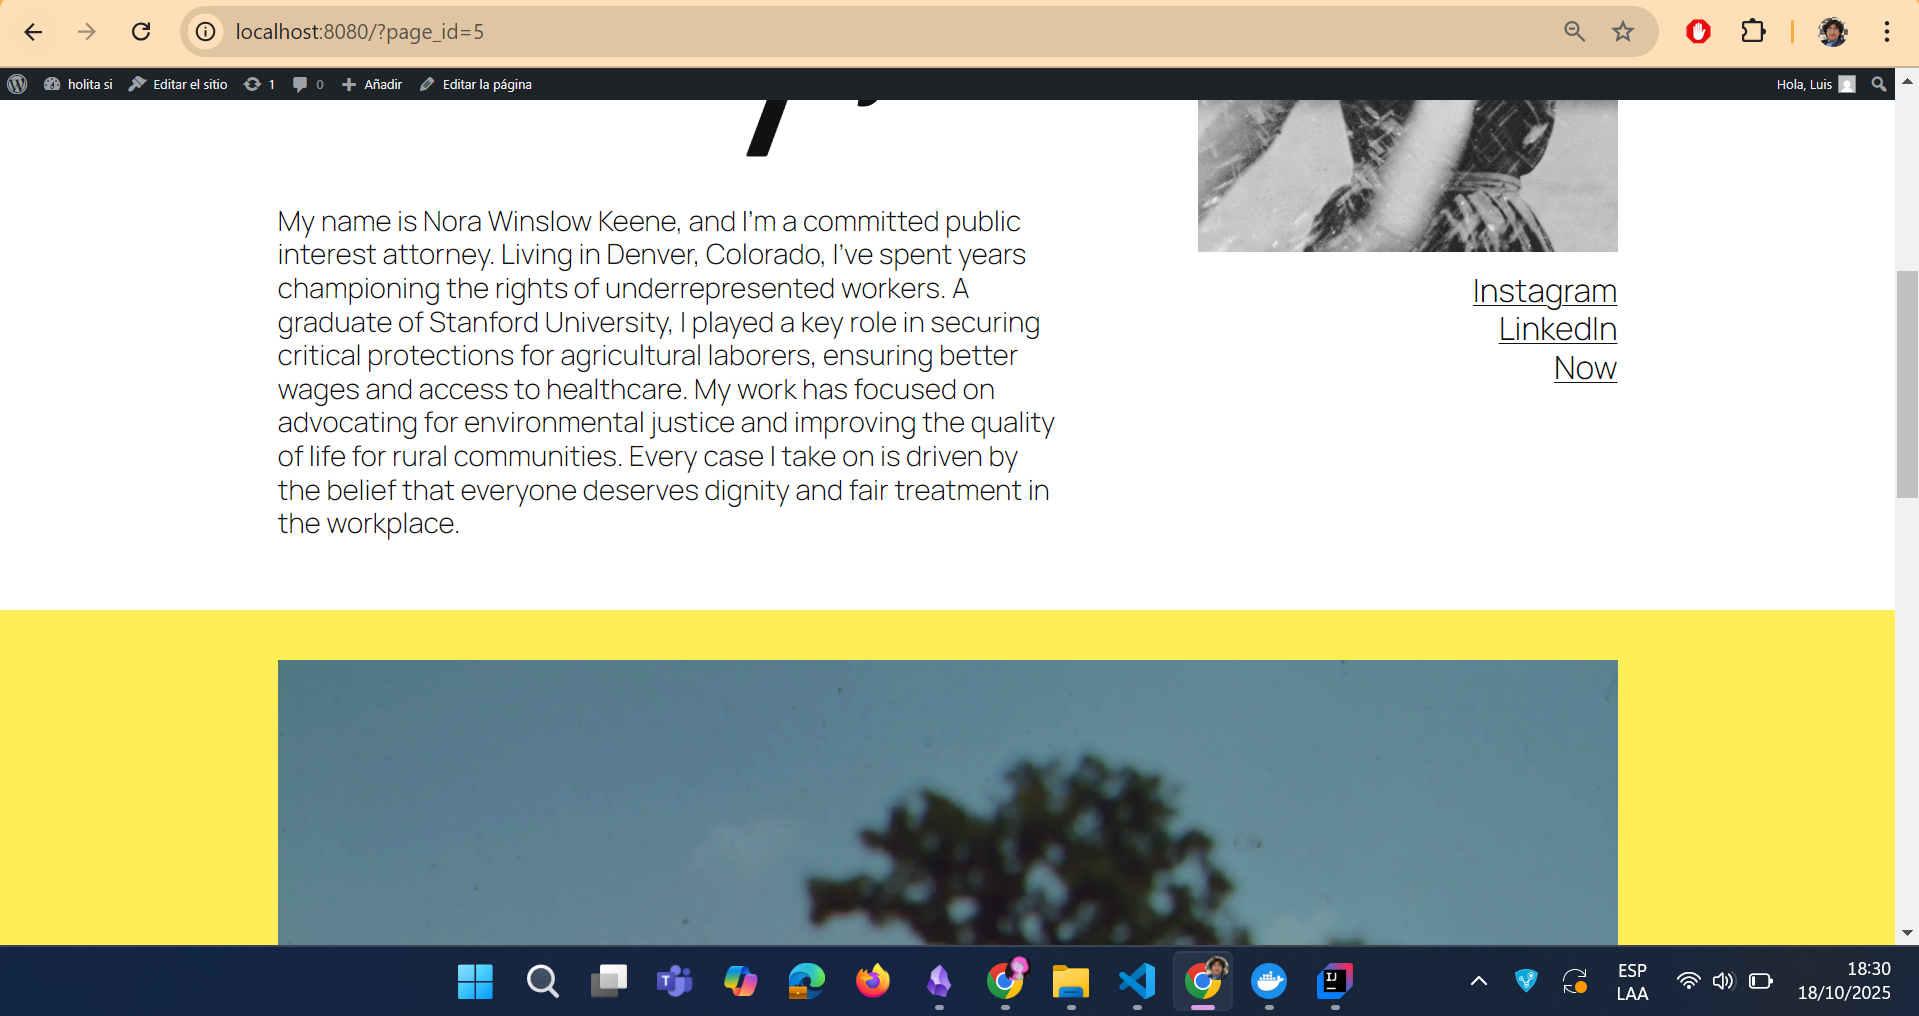 localhost:8080/?page_id=5
holita si
Editar el sitio
1
0
Añadir
Editar la página
Hola, Luis
My name is Nora Winslow Keene, and I’m a committed public
interest attorney. Living in Denver, Colorado, I’ve spent years
championing the rights of underrepresented workers. A
graduate of Stanford University, I played a key role in securing
critical protections for agricultural laborers, ensuring better
wages and access to healthcare. My work has focused on
advocating for environmental justice and improving the quality
of life for rural communities. Every case I take on is driven by
the belief that everyone deserves dignity and fair treatment in
the workplace.
Instagram
LinkedIn
Now
ESP
LAA
18:30
18/10/2025